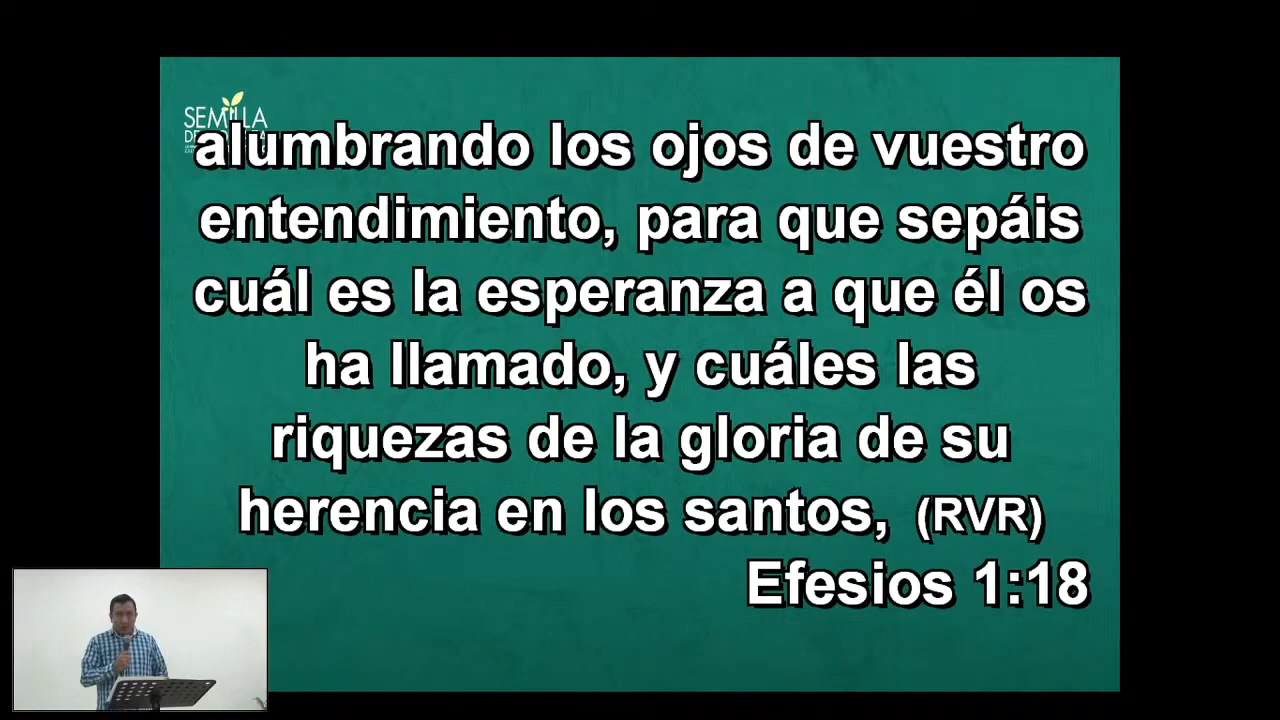 SEMILLA
alumbrando los ojos de vuestro
entendimiento, para que sepáis
cuál es la esperanza a que él os
ha llamado, y cuáles las
riquezas de la gloria de su
herencia en los santos, (RVR)
Efesios 1:18